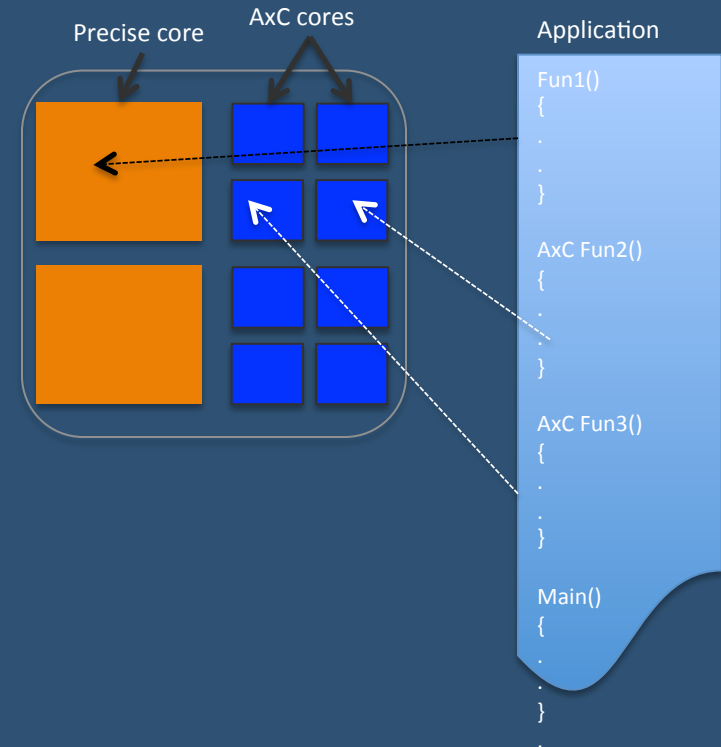 Precise core
AxC cores
Application
Fun1()
{
.
.
}
AxC Fun2()
{
.
.
}
AxC Fun3()
{
.
.
}
Main()
{
.
.
}
.